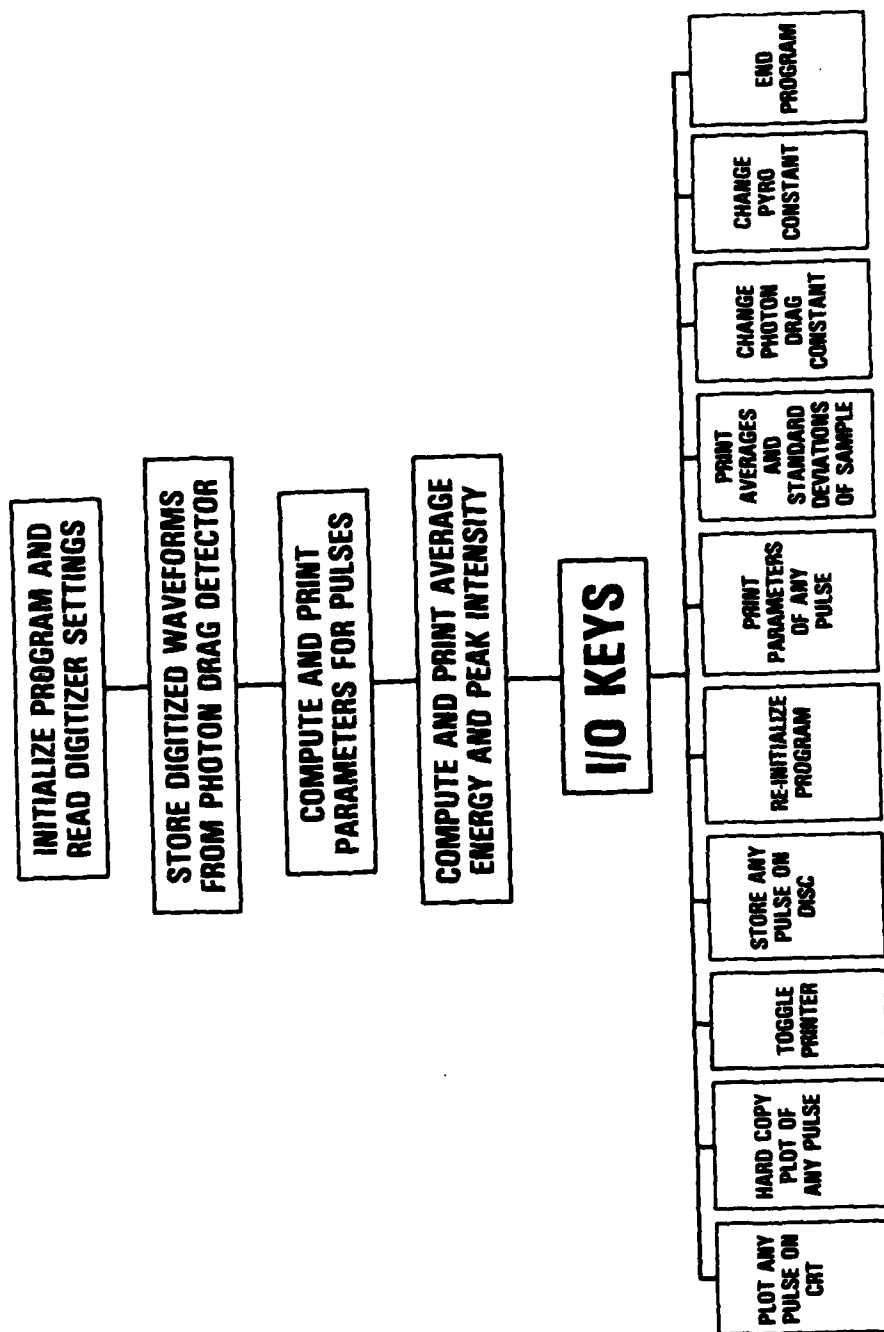 INITIALIZE PROGRAM AND
READ DIGITIZER SETTINGS
STORE DIGITIZED WAVEFORMS
FROM PHOTON DRAG DETECTOR
COMPUTE AND PRINT
PARAMETERS FOR PULSES
COMPUTE AND PRINT AVERAGE
ENERGY AND PEAK INTENSITY
I/O KEYS
PLOT ANY
PULSE ON
CRT
HARD COPY
PLOT OF
ANY PULSE
TOGGLE
PRINTER
STORE ANY
PULSE ON
DISC
RE-INITIALIZE
PROGRAM
PRINT
PARAMETERS
OF ANY
PULSE
PRINT
AVERAGES
AND
STANDARD
DEVIATIONS
OF SAMPLE
CHANGE
PHOTON
DRAG
CONSTANT
CHANGE
PYRO
CONSTANT
END
PROGRAM